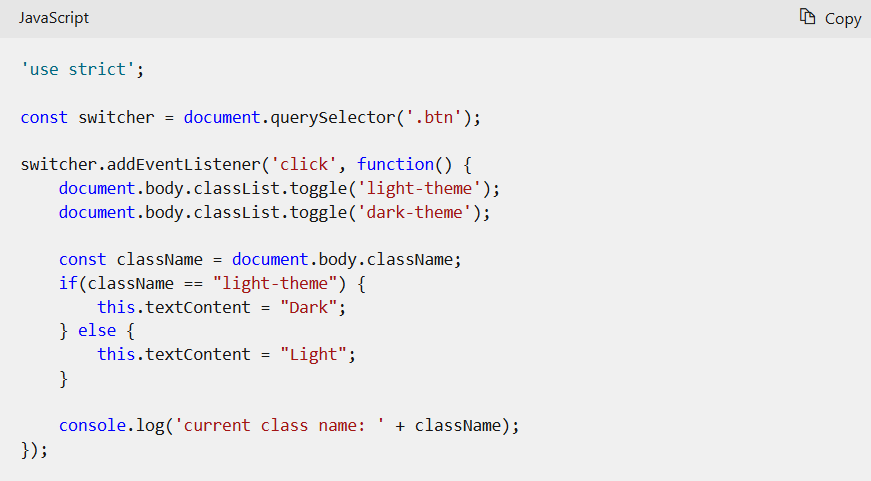 JavaScript
Copy
'use strict';
const switcher = document.querySelector('.btn');
switcher.addEventListener('click', function() {
    document.body.classList.toggle('light-theme');
    document.body.classList.toggle('dark-theme');
    const className = document.body.className;
    if(className == "light-theme") {
        this.textContent = "Dark";
    } else {
        this.textContent = "Light";
    }
    console.log('current class name: ' + className);
});